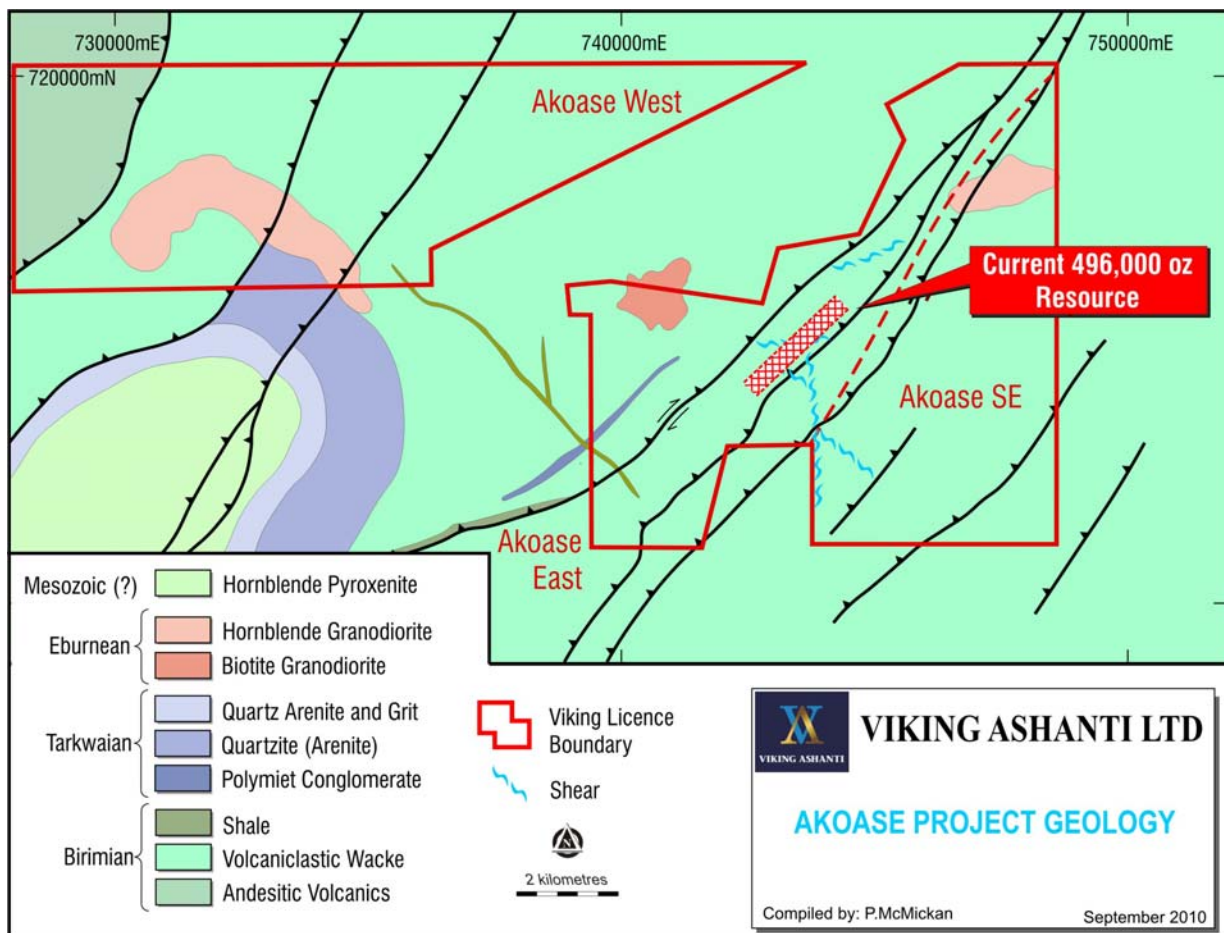 730000mE
740000mE
750000mE
720000mN
Akoase West
Current 496,000 oz
Resource
Akoase SE
Akoase
East
Mesozoic (?)
Hornblende Pyroxenite
Eburnean
Hornblende Granodiorite
Biotite Granodiorite
Tarkwaian
Quartz Arenite and Grit
Quartzite (Arenite)
Polymiet Conglomerate
Birimian
Shale
Volcaniclastic Wacke
Andesitic Volcanics
Viking Licence
Boundary
Shear
N
2 kilometres
VIKING ASHANTI
VIKING ASHANTI LTD
AKOASE PROJECT GEOLOGY
Compiled by: P.McMickan
September 2010